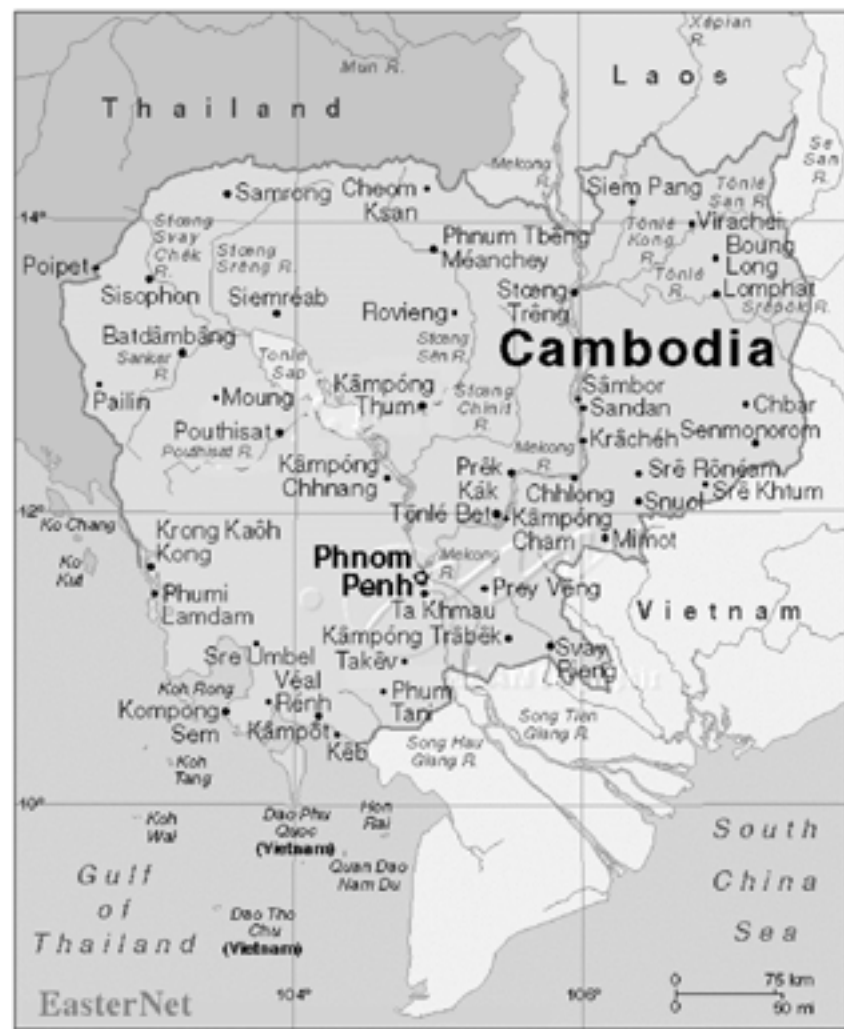 Xépian
R.
Mun R.
Laos
Thailand
Se
San
R.
Mekong
R.
Tônlé
San R.
Siem Pang
Cheom
Ksan
Samrong
14°
Stœng
Svay
Chék
R.
Tônlé
Kong
R.
Virachei
Phnum Tbêng
Méanchey
Boung
Long
Stœng
Srêng R.
Poipet
Tônlé
Sisophon
Siemréab
Stœng
Trêng
Lomphat
Srêpôk R.
Rovieng
Batdâmbâng
Stœng
Sên R.
Cambodia
Sankar
R.
Tonle
Sap
Pailin
Moung
Kâmpóng
Thum
Stœng
Chinit
R.
Sâmbor
Sandan
Chbar
Senmonorom
Pouthisat
Pouthisat R.
Krâchéh
Kâmpóng
Chhnang
Prêk
Kák
Mekong
R.
Chhlong
Srê Rônéam
Srê Khtum
Snuol
12°
Tônlé Bet
Kâmpóng
Cham
Mimot
Ko Chang
Ko
Kut
Krong Kaôh
Kong
Phnom
Penh
Mekong
R.
Prey Vêng
Phumi
Lamdam
Ta Khmau
Vietnam
Kâmpóng Trâbêk
Svay
Rieng
Sre Umbel
Takêv
Koh Rong
Véal
Rénh
Phum
Tani
Kompong
Sem
Kâmpôt
Kêb
Song Tien
Giang R.
Song Hau
Giang R.
Koh
Tang
10°
Koh
Wai
Dao Phu
Quoc
(Vietnam)
Hon
Rai
South
China
Sea
Quan Dao
Nam Du
Gulf
of
Thailand
Dao Tho
Chu
(Vietnam)
104°
106°
0 75 km
0 50 mi
EasterNet